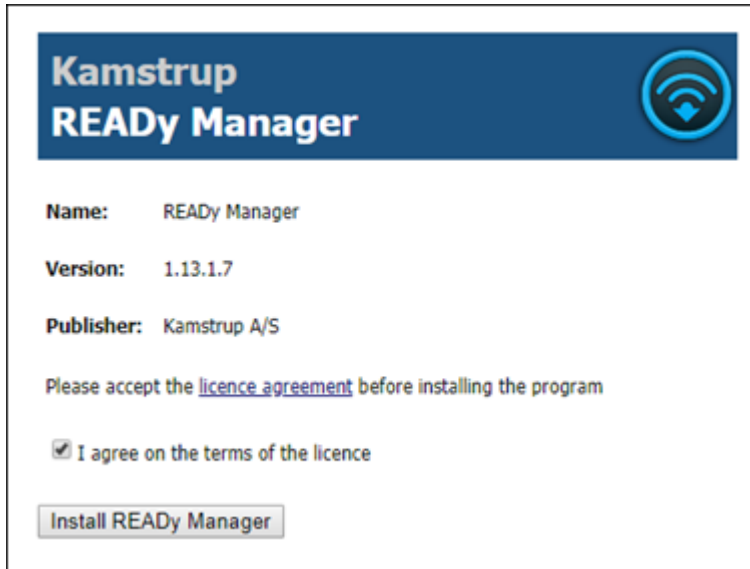 Kamstrup
READy Manager
Name: READy Manager
Version: 1.13.1.7
Publisher: Kamstrup A/S
Please accept the licence agreement before installing the program
I agree on the terms of the licence
Install READy Manager